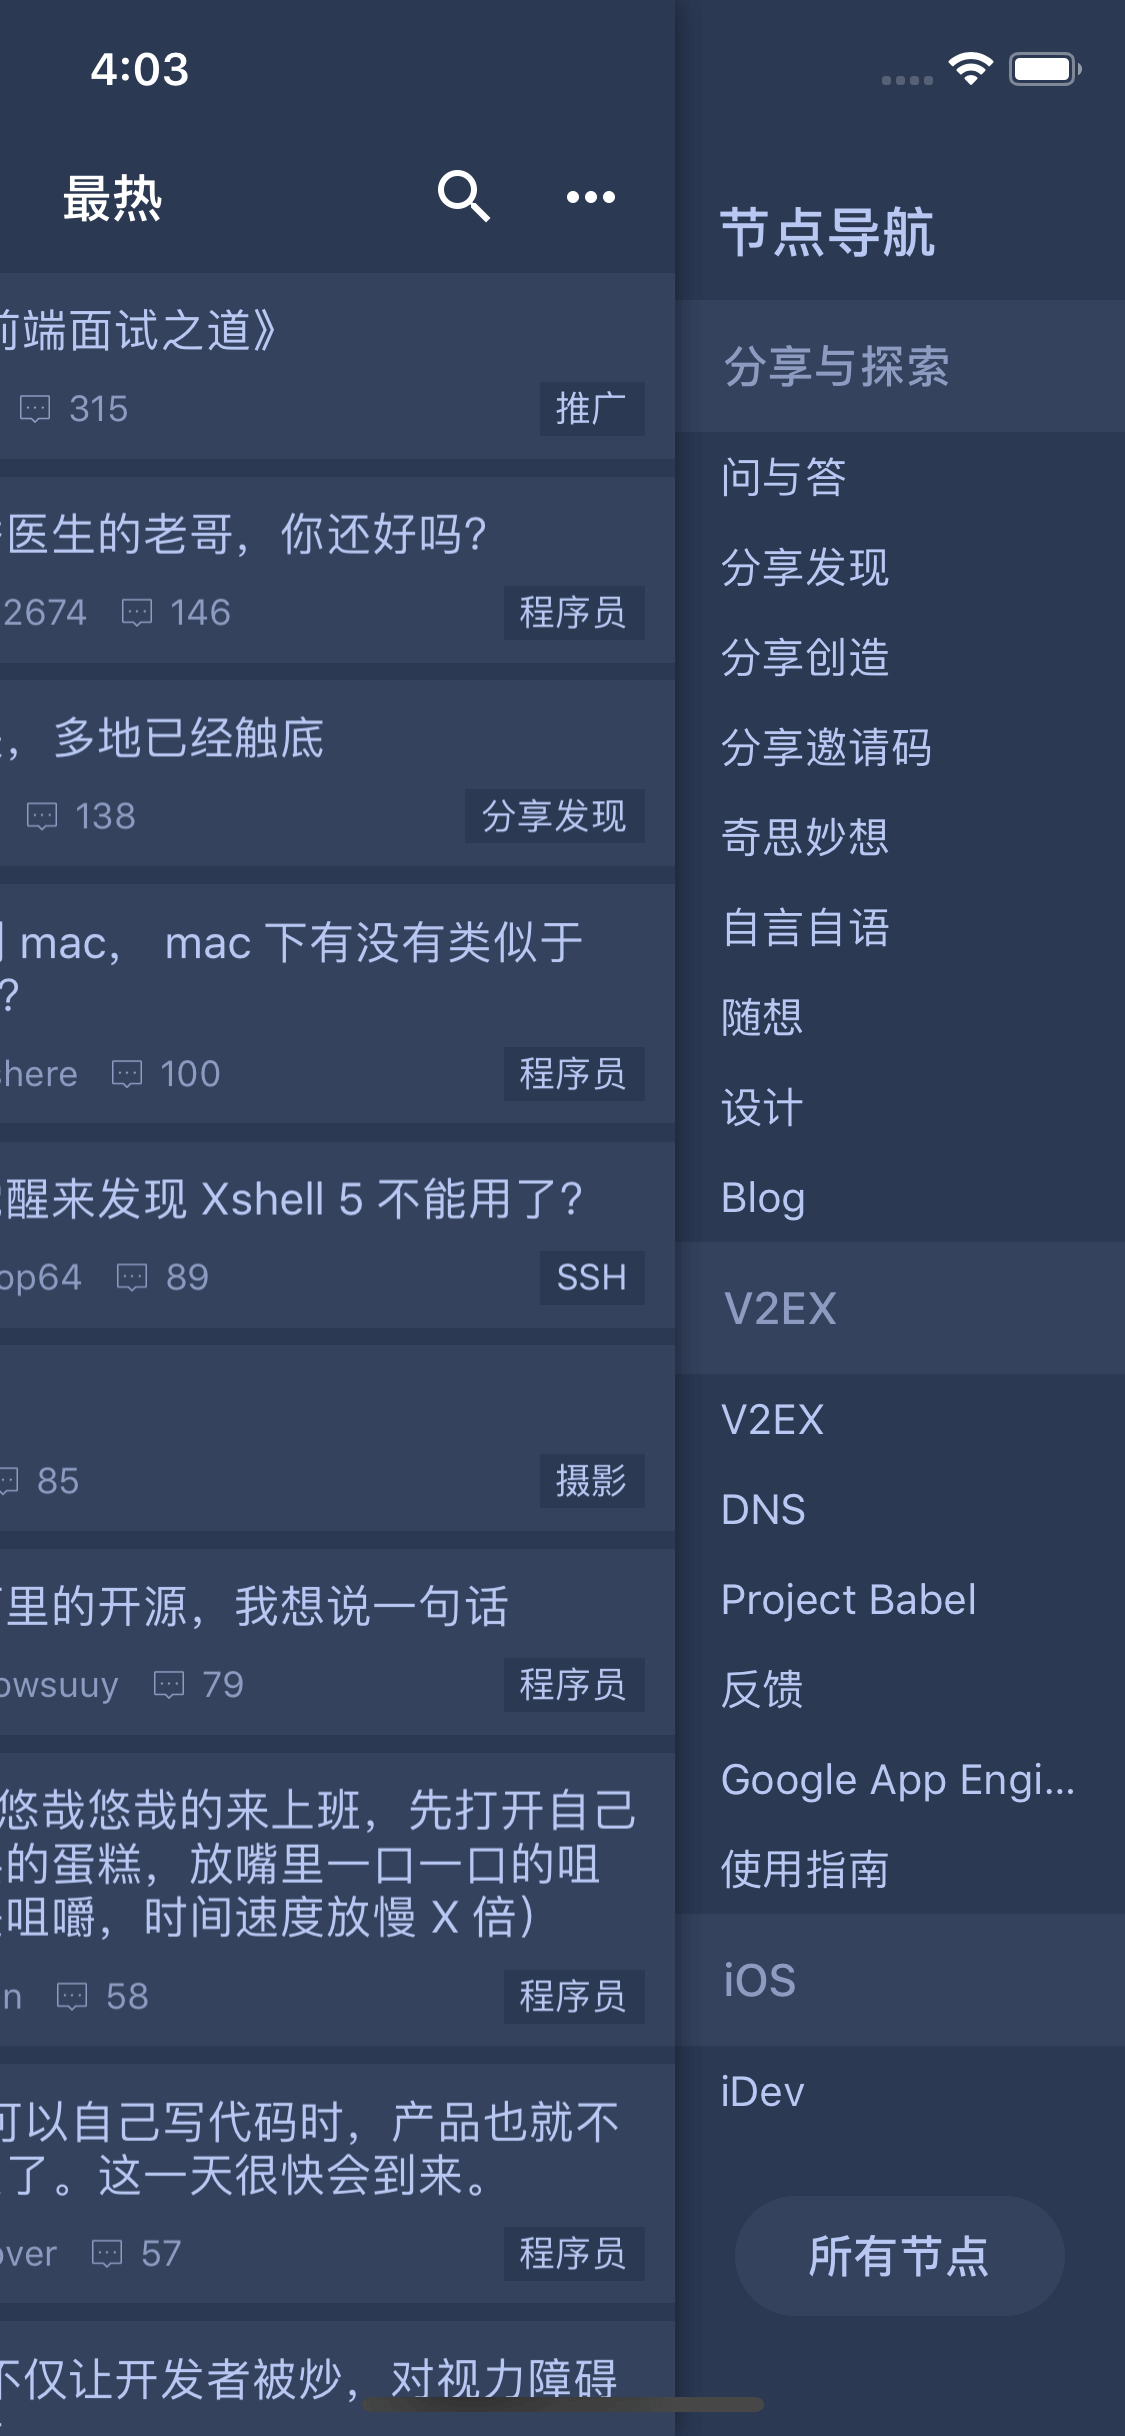 4:03
最热
前端面试之道》
315
推广
医生的老哥，你还好吗?
2674
146
程序员
，多地已经触底
138
分享发现
mac， mac 下有没有类似于
?
here
100
程序员
醒来发现 Xshell 5 不能用了?
op64
89
SSH
85
摄影
里的开源，我想说一句话
owsuuy
79
程序员
悠哉悠哉的来上班，先打开自己
的蛋糕，放嘴里一口一口的咀
咀嚼，时间速度放慢 X 倍）
n
58
程序员
可以自己写代码时，产品也就不
了。这一天很快会到来。
over
57
程序员
不仅让开发者被炒，对视力障碍
节点导航
分享与探索
问与答
分享发现
分享创造
分享邀请码
奇思妙想
自言自语
随想
设计
Blog
V2EX
V2EX
DNS
Project Babel
反馈
Google App Engi...
使用指南
iOS
iDev
所有节点